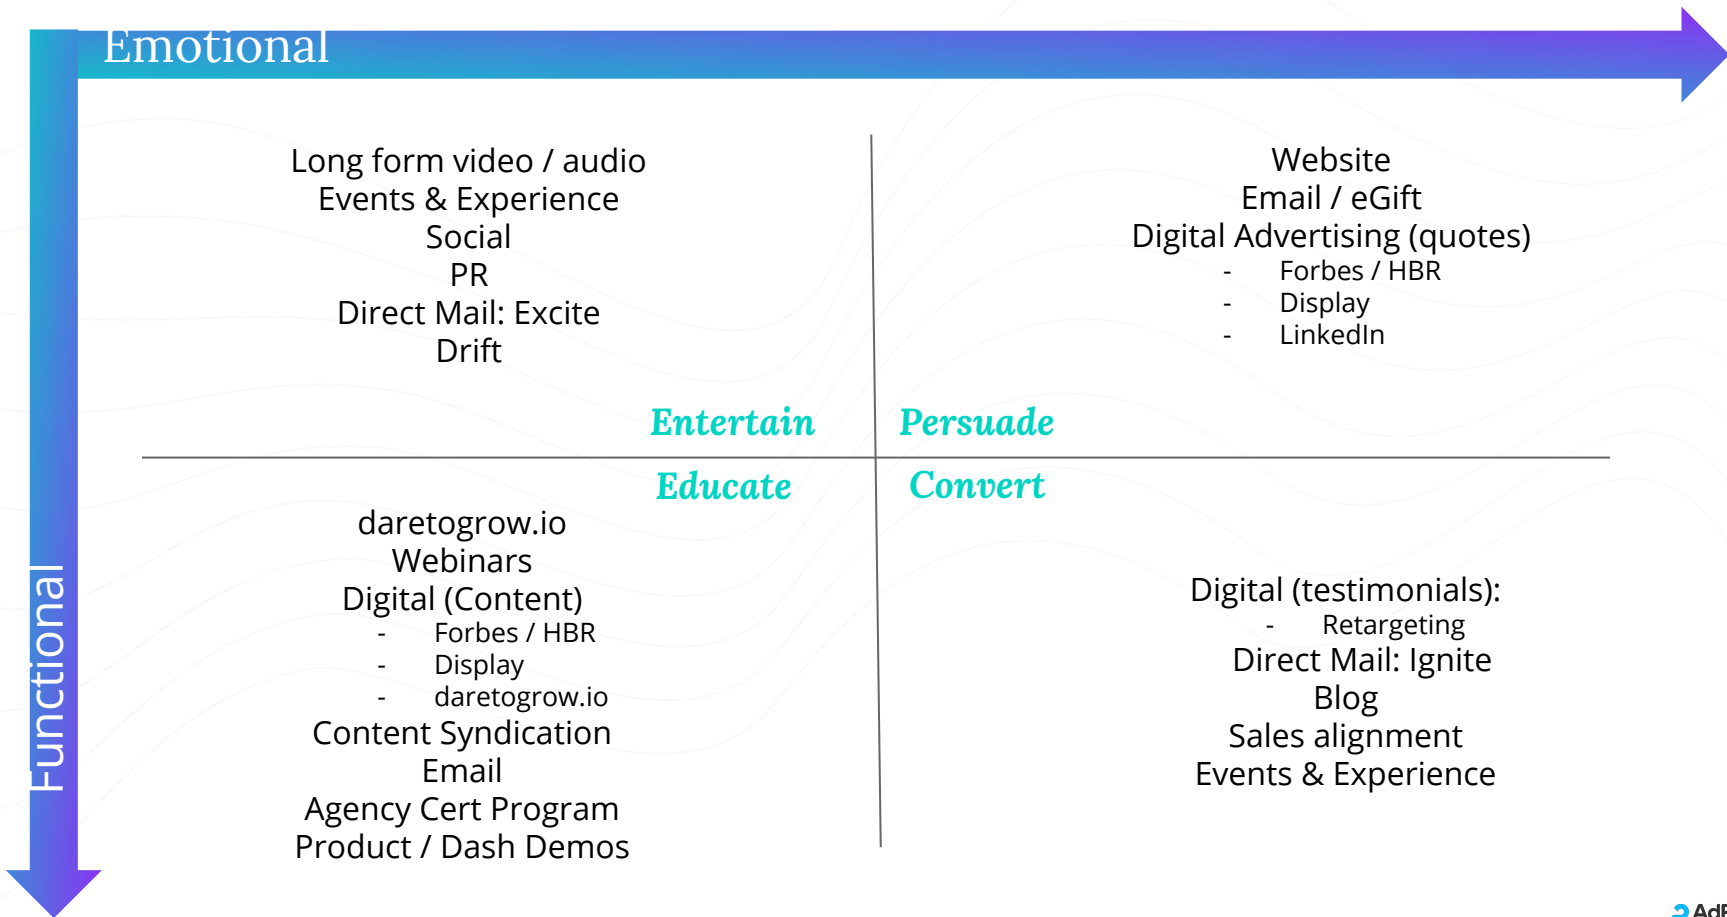 Emotional
Long form video / audio
Events & Experience
Social
PR
Direct Mail: Excite
Drift
Website
Email / eGift
Digital Advertising (quotes)
- Forbes / HBR
- Display
- LinkedIn
Entertain
Persuade
Educate
Convert
Functional
daretogrow.io
Webinars
Digital (Content)
- Forbes / HBR
- Display
- daretogrow.io
Content Syndication
Email
Agency Cert Program
Product / Dash Demos
Digital (testimonials):
- Retargeting
Direct Mail: Ignite
Blog
Sales alignment
Events & Experience